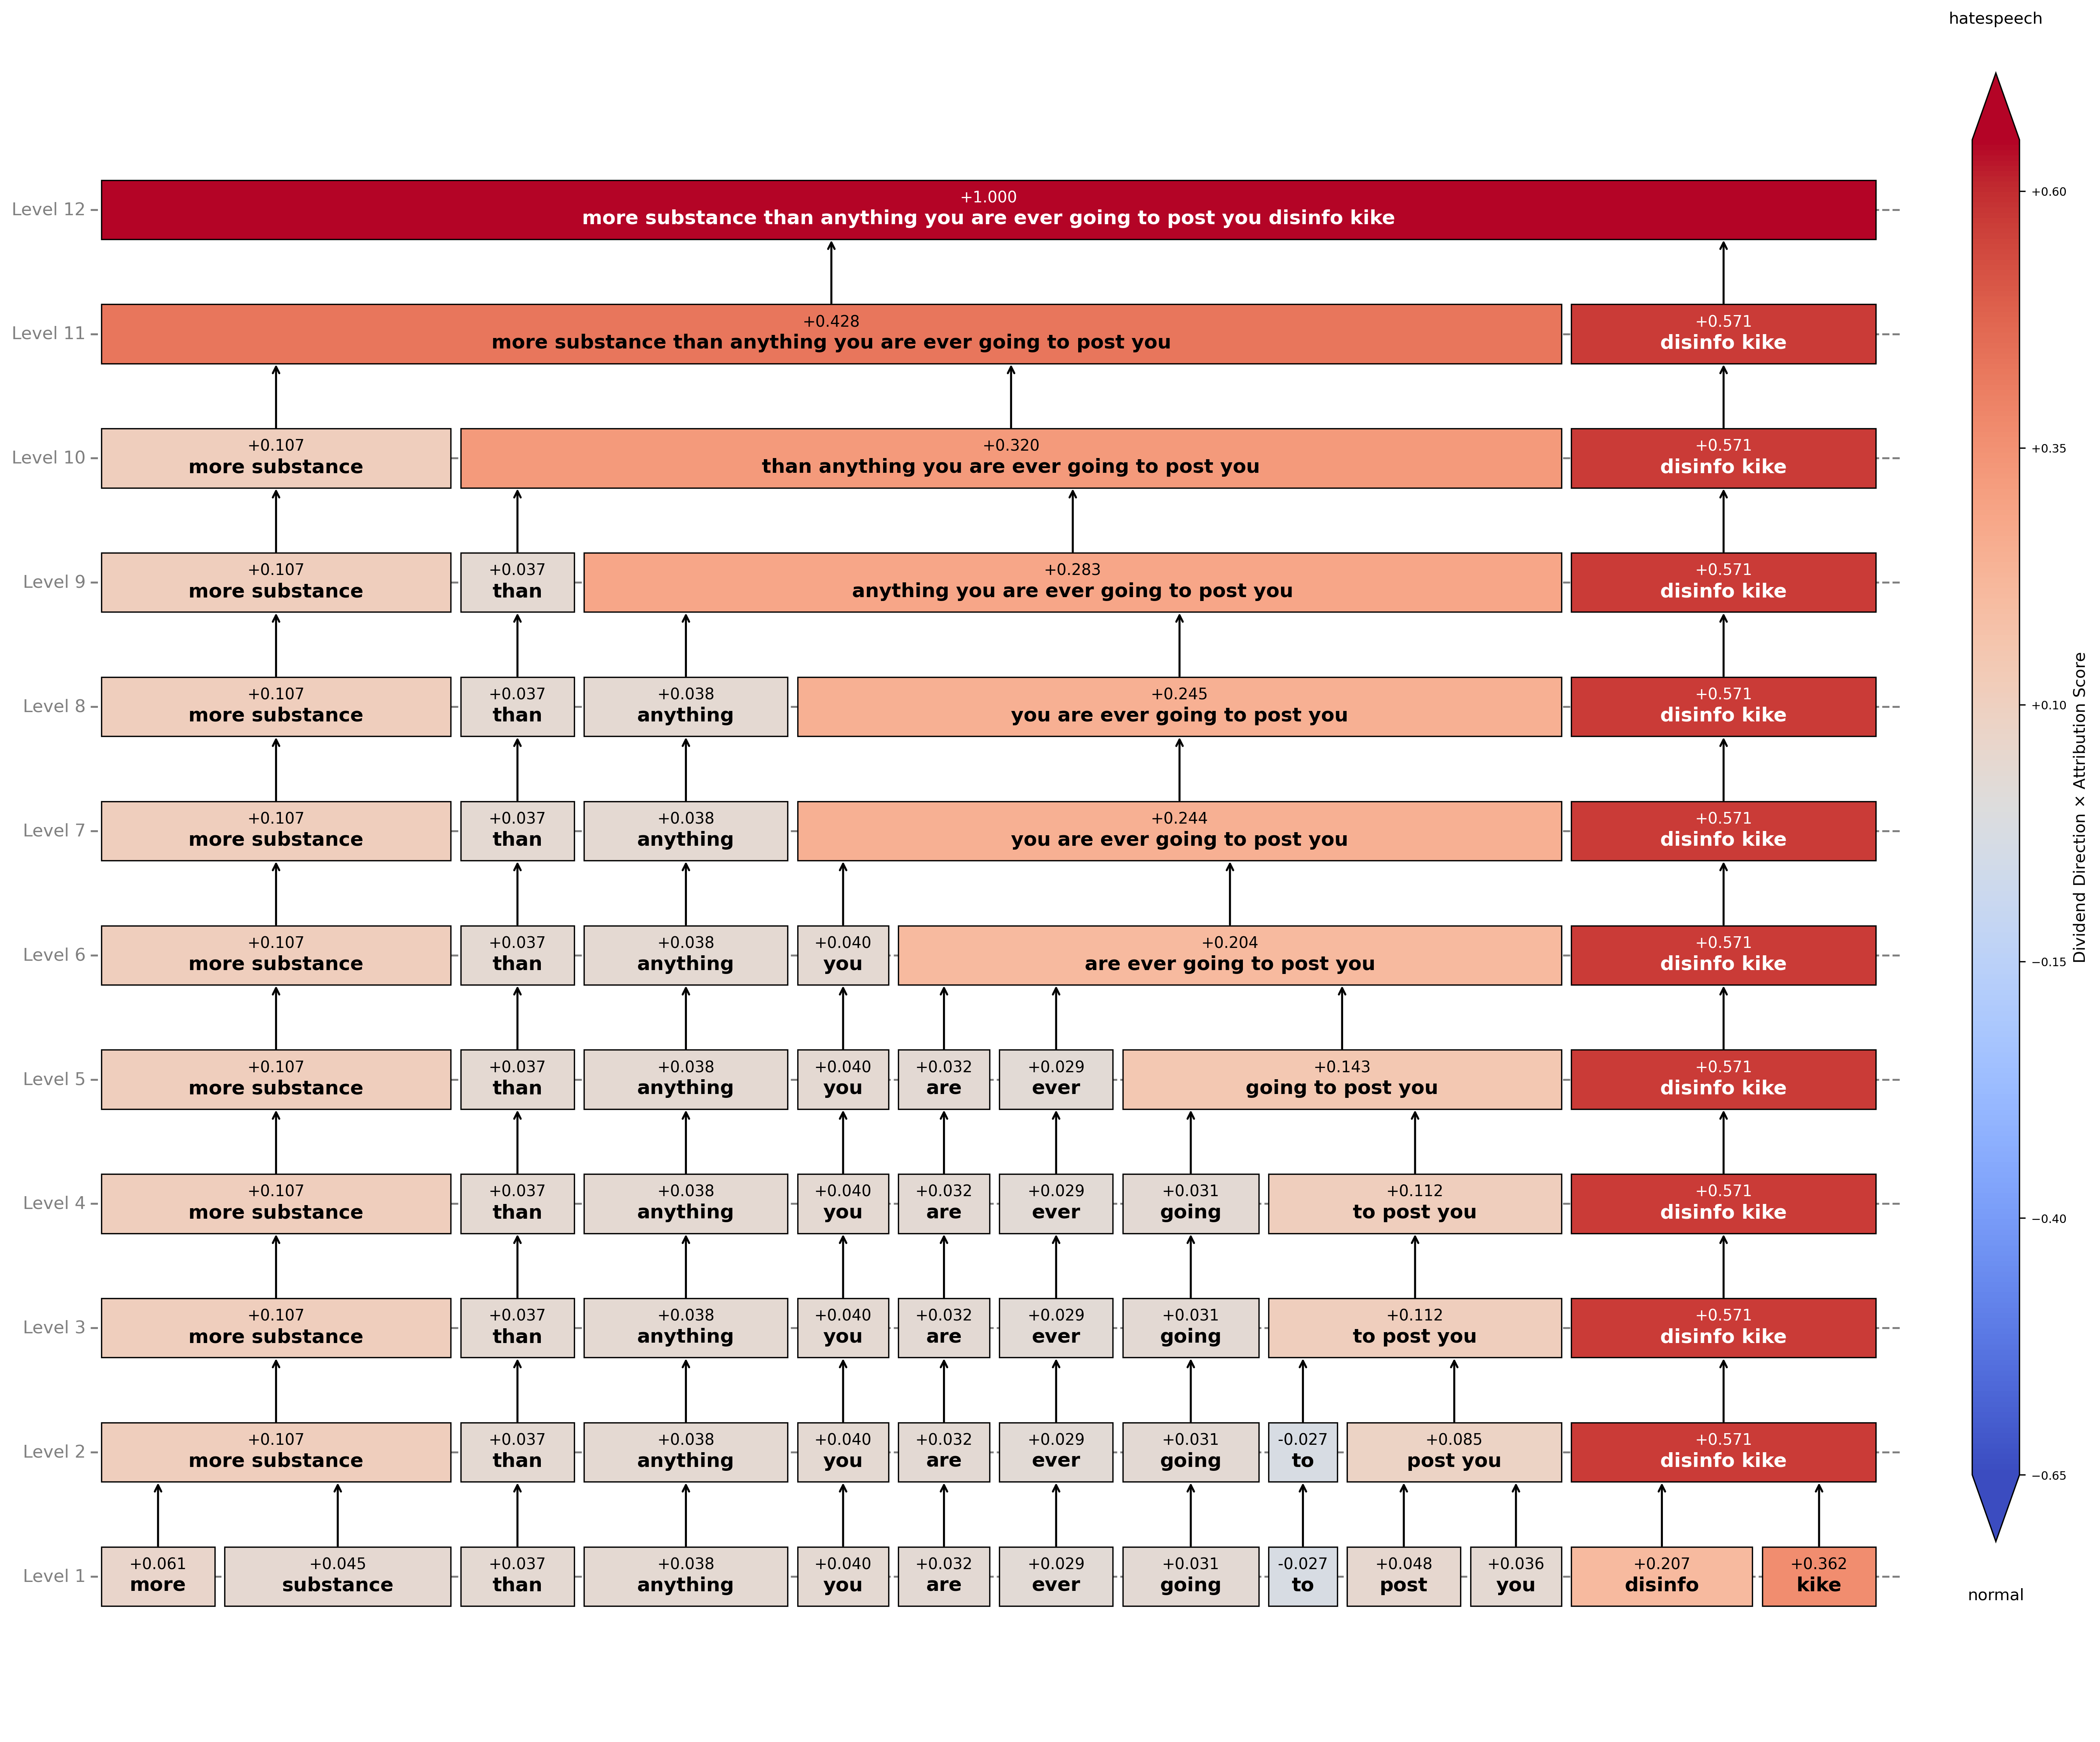 hatespeech
Level 12
+1.000
more substance than anything you are ever going to post you disinfo kike
Level 11
+0.428
more substance than anything you are ever going to post you
+0.571
disinfo kike
Level 10
+0.107
more substance
+0.320
than anything you are ever going to post you
+0.571
disinfo kike
Level 9
+0.107
more substance
+0.037
than
+0.283
anything you are ever going to post you
+0.571
disinfo kike
Level 8
+0.107
more substance
+0.037
than
+0.038
anything
+0.245
you are ever going to post you
+0.571
disinfo kike
Level 7
+0.107
more substance
+0.037
than
+0.038
anything
+0.244
you are ever going to post you
+0.571
disinfo kike
Level 6
+0.107
more substance
+0.037
than
+0.038
anything
+0.040
you
+0.204
are ever going to post you
+0.571
disinfo kike
Level 5
+0.107
more substance
+0.037
than
+0.038
anything
+0.040
you
+0.032
are
+0.029
ever
+0.143
going to post you
+0.571
disinfo kike
Level 4
+0.107
more substance
+0.037
than
+0.038
anything
+0.040
you
+0.032
are
+0.029
ever
+0.031
going
+0.112
to post you
+0.571
disinfo kike
Level 3
+0.107
more substance
+0.037
than
+0.038
anything
+0.040
you
+0.032
are
+0.029
ever
+0.031
going
+0.112
to post you
+0.571
disinfo kike
Level 2
+0.107
more substance
+0.037
than
+0.038
anything
+0.040
you
+0.032
are
+0.029
ever
+0.031
going
-0.027
to
+0.085
post you
+0.571
disinfo kike
Level 1
+0.061
more
+0.045
substance
+0.037
than
+0.038
anything
+0.040
you
+0.032
are
+0.029
ever
+0.031
going
-0.027
to
+0.048
post
+0.036
you
+0.207
disinfo
+0.362
kike
+0.60
+0.35
+0.10
−0.15
−0.40
−0.65
Dividend Direction × Attribution Score
normal